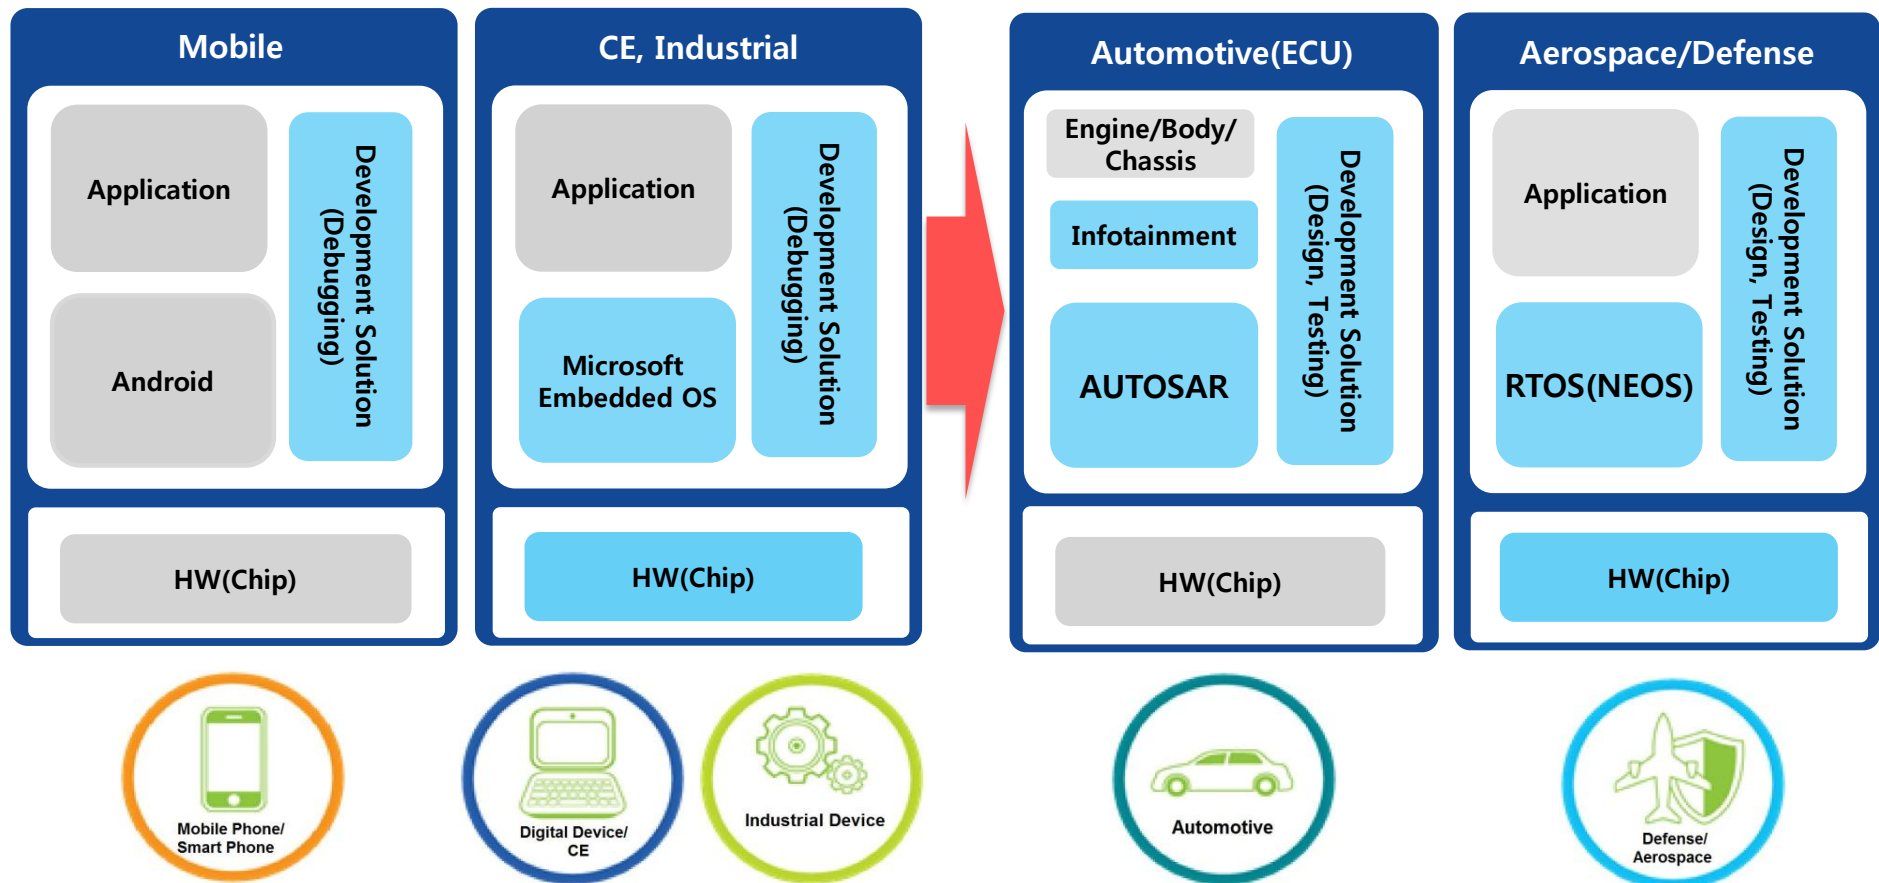 Mobile
Application
Android
Development Solution
(Debugging)
HW(Chip)
CE, Industrial
Application
Microsoft
Embedded OS
Development Solution
(Debugging)
HW(Chip)
Automotive(ECU)
Engine/Body/
Chassis
Infotainment
AUTOSAR
Development Solution
(Design, Testing)
HW(Chip)
Aerospace/Defense
Application
RTOS(NEOS)
Development Solution
(Design, Testing)
HW(Chip)
Mobile Phone/
Smart Phone
Digital Device/
CE
Industrial Device
Automotive
Defense/
Aerospace